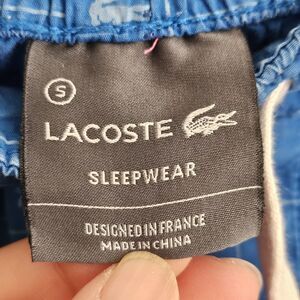 S
LACOSTE
SLEEPWEAR
DESIGNED IN FRANCE
MADE IN CHINA